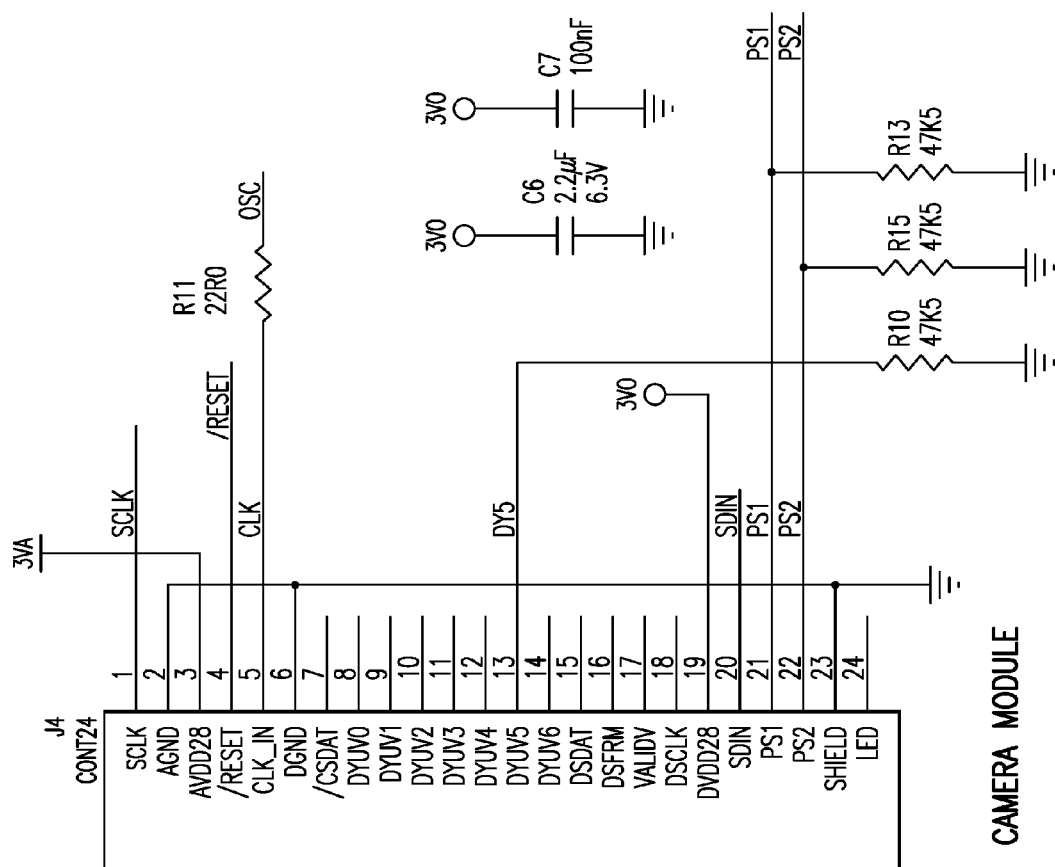 3VA
J4
CONT24
1 SCLK
2
3
4 /RESET
5 CLK
6
7
8
9
10
11
12
13 DY5
14
15
16
17
18
19
20 SDIN
21 PS1
22 PS2
23
24
SCLK
AGND
AVDD28
/RESET
CLK_IN
DGND
/CSDAT
DYUV0
DYUV1
DYUV2
DYUV3
DYUV4
DYUV5
DYUV6
DSDAT
DSFRM
VALIDV
DSCLK
DVDD28
SDIN
PS1
PS2
SHIELD
LED
R11
22R0
OSC
3V0
C6
2.2µF
6.3V
3V0
C7
100nF
3V0
PS1
PS2
R10
47K5
R15
47K5
R13
47K5
CAMERA MODULE